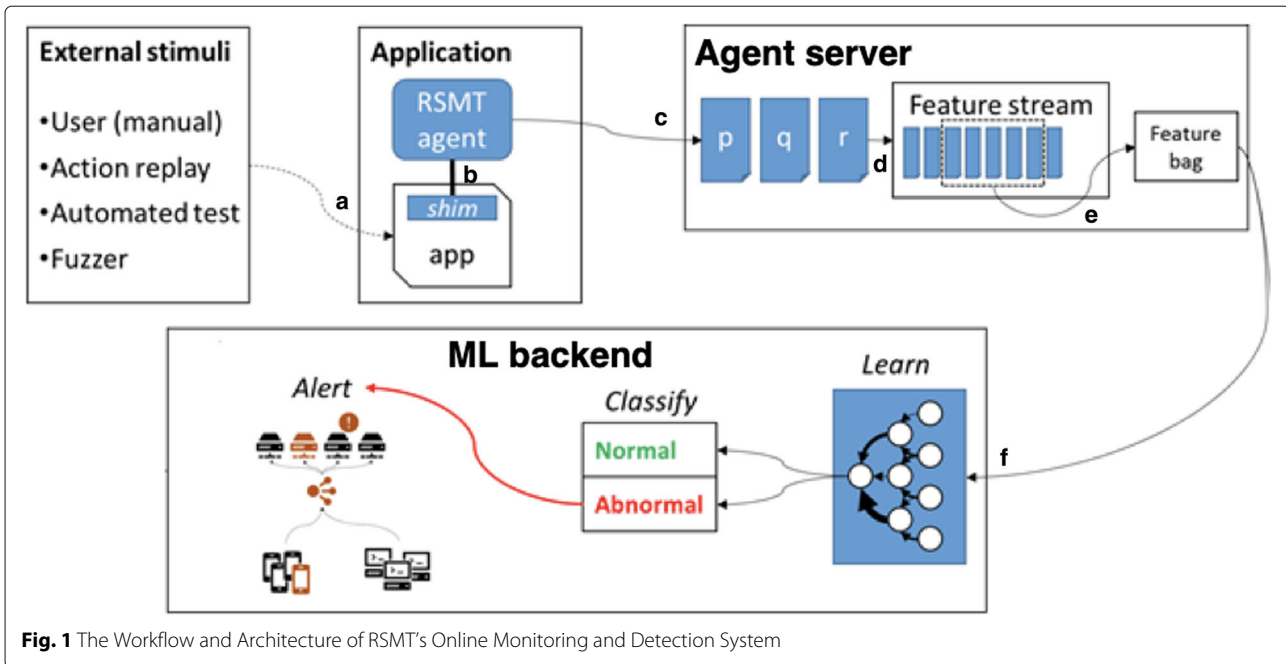 External stimuli
•User (manual)
•Action replay
•Automated test
•Fuzzer
a
Application
RSMT
agent
b
shim
app
c
Agent server
p
q
r
d
Feature stream
e
Feature
bag
f
ML backend
Alert
!
Classify
Normal
Abnormal
Learn
Fig. 1 The Workflow and Architecture of RSMT's Online Monitoring and Detection System